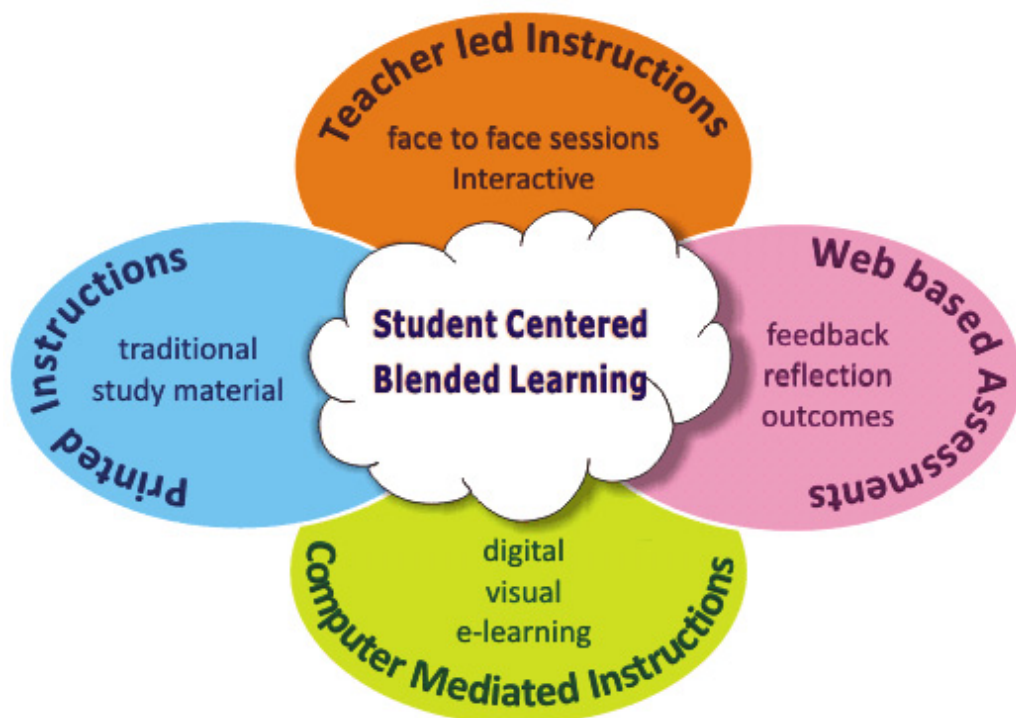 Teacher led Instructions
face to face sessions
Interactive
Printed Instructions
traditional
study material
Student Centered
Blended Learning
Web based Assessments
feedback
reflection
outcomes
digital
visual
e-learning
Computer Mediated Instructions